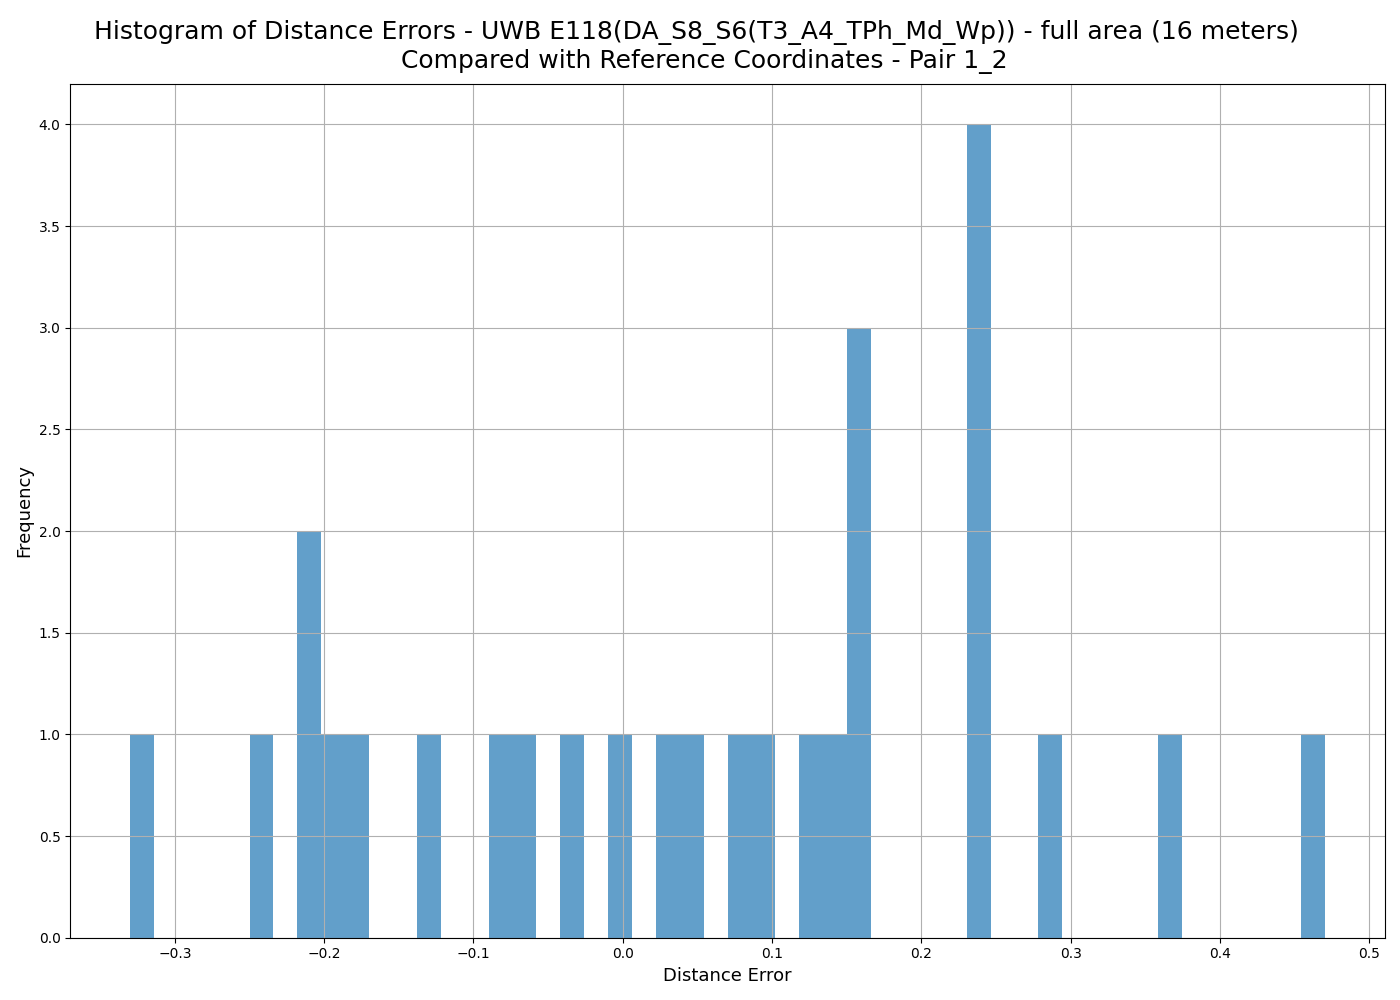 Histogram of Distance Errors - UWB E118(DA_S8_S6(T3_A4_TPh_Md_Wp)) - full area (16 meters)
Compared with Reference Coordinates - Pair 1_2
Frequency
4.0
3.5
3.0
2.5
2.0
1.5
1.0
0.5
0.0
−0.3 −0.2 −0.1 0.0 0.1 0.2 0.3 0.4 0.5
Distance Error